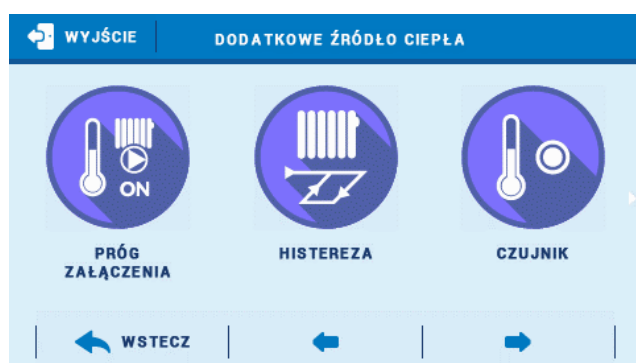 WYJŚCIE
DODATKOWE ŹRÓDŁO CIEPŁA
ON
PRÓG
ZAŁĄCZENIA
HISTEREZA
CZUJNIK
WSTECZ